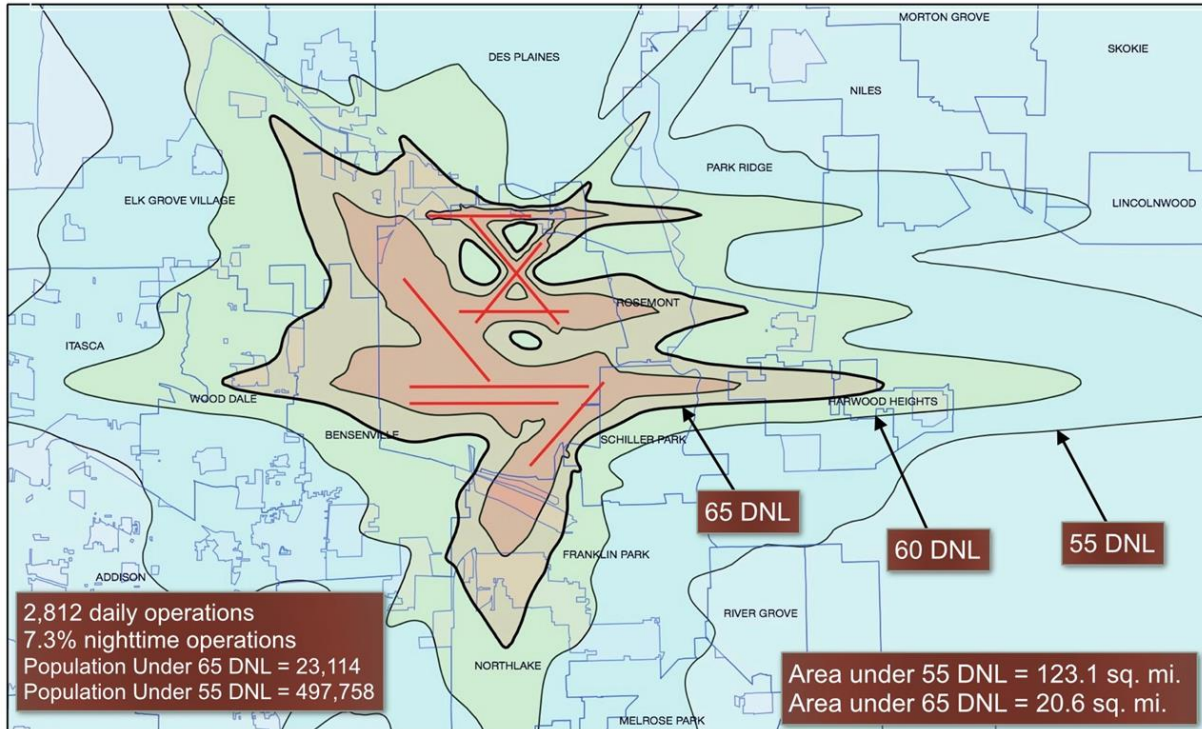 MORTON GROVE
SKOKIE
DES PLAINES
NILES
PARK RIDGE
ELK GROVE VILLAGE
LINCOLNWOOD
ROSEMONT
ITASCA
WOOD DALE
HARWOOD HEIGHTS
BENSENVILLE
SCHILLER PARK
65 DNL
60 DNL
55 DNL
FRANKLIN PARK
ADDISON
RIVER GROVE
2,812 daily operations
7.3% nighttime operations
Population Under 65 DNL = 23,114
Population Under 55 DNL = 497,758
NORTHLAKE
Area under 55 DNL = 123.1 sq. mi.
Area under 65 DNL = 20.6 sq. mi.
MELROSE PARK